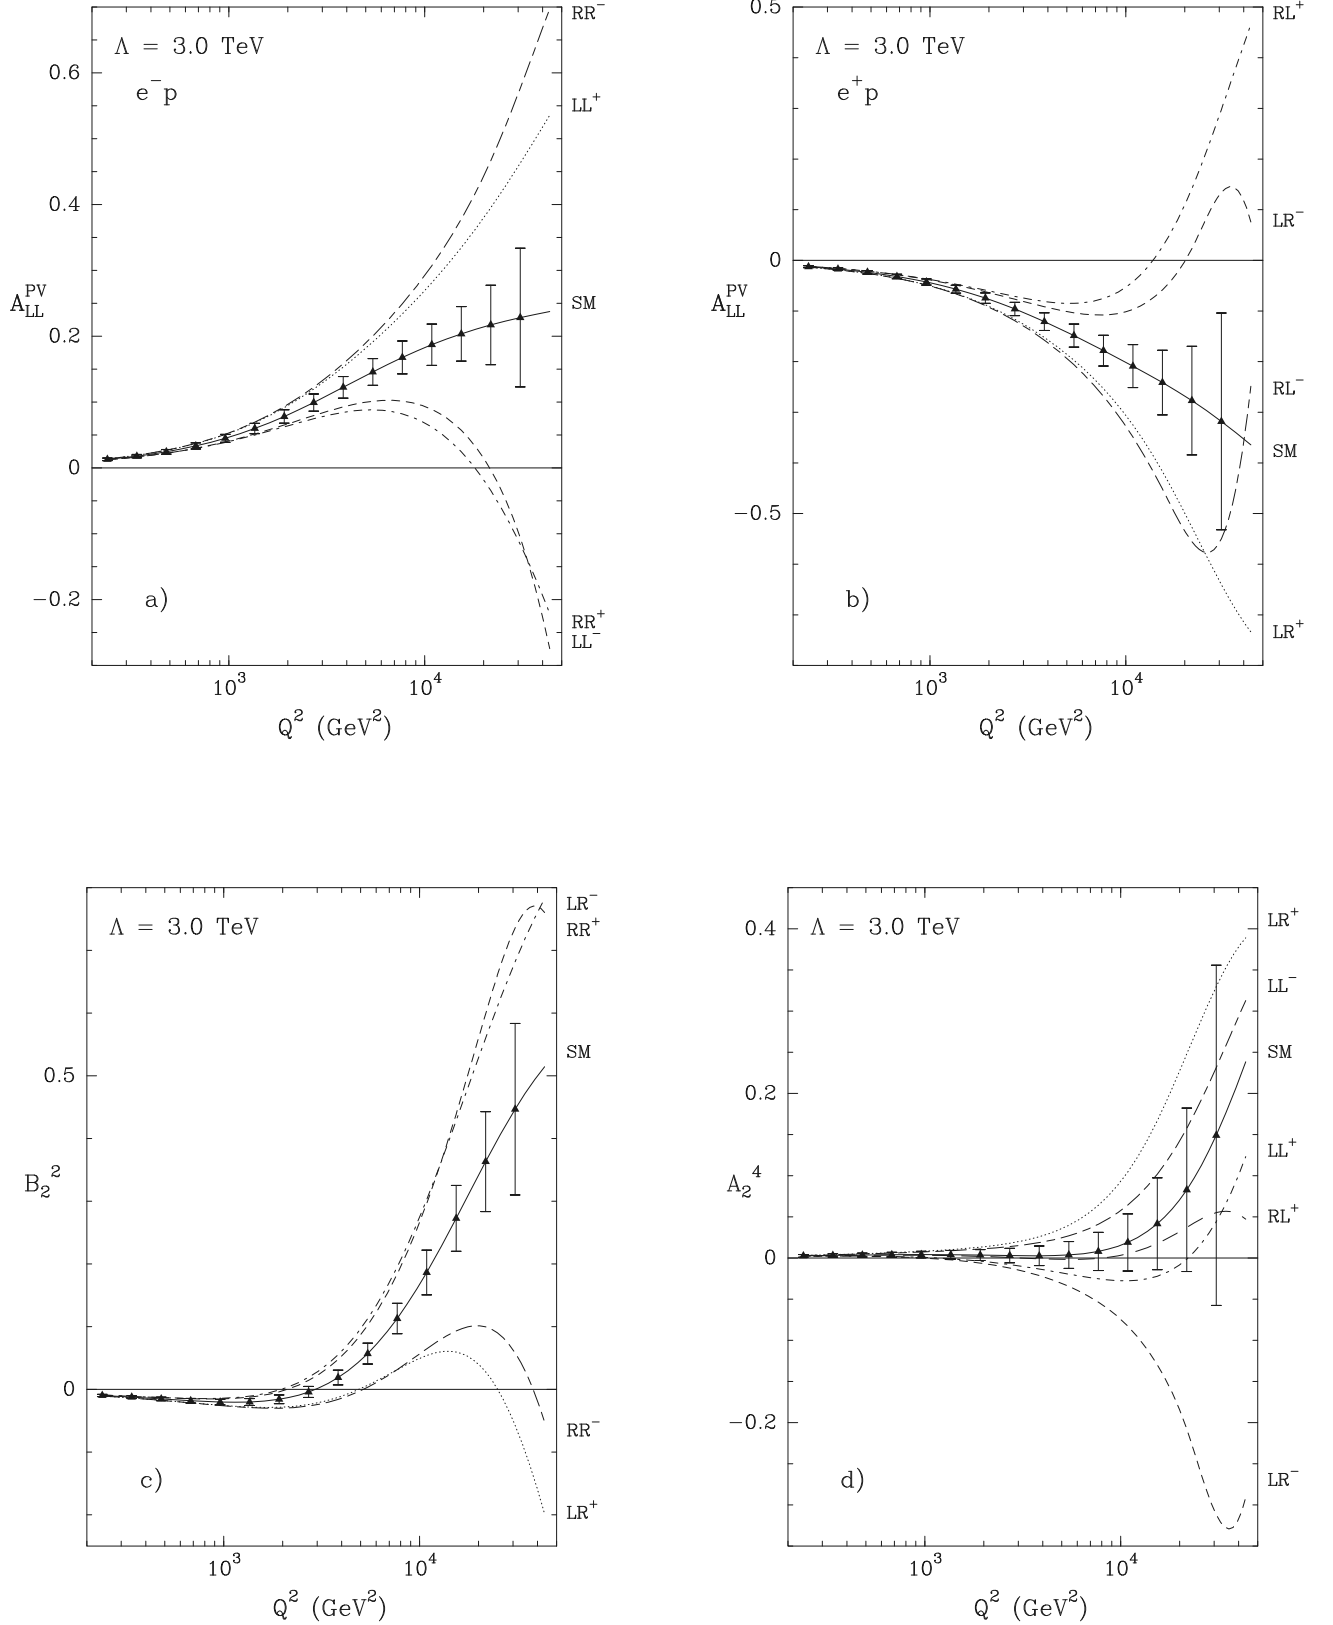 Λ = 3.0 TeV
e⁻p
0.6
0.4
0.2
0
−0.2
A_LL^PV
RR⁻
LL⁺
SM
RR⁺
LL⁻
a)
10³
10⁴
Q² (GeV²)
Λ = 3.0 TeV
e⁺p
0.5
0
−0.5
A_LL^PV
RL⁺
LR⁻
RL⁻
SM
LR⁺
b)
10³
10⁴
Q² (GeV²)
Λ = 3.0 TeV
0.5
0
B₂²
LR⁻
RR⁺
SM
RR⁻
LR⁺
c)
10³
10⁴
Q² (GeV²)
Λ = 3.0 TeV
0.4
0.2
0
−0.2
A₂⁴
LR⁺
LL⁻
SM
LL⁺
RL⁺
LR⁻
d)
10³
10⁴
Q² (GeV²)